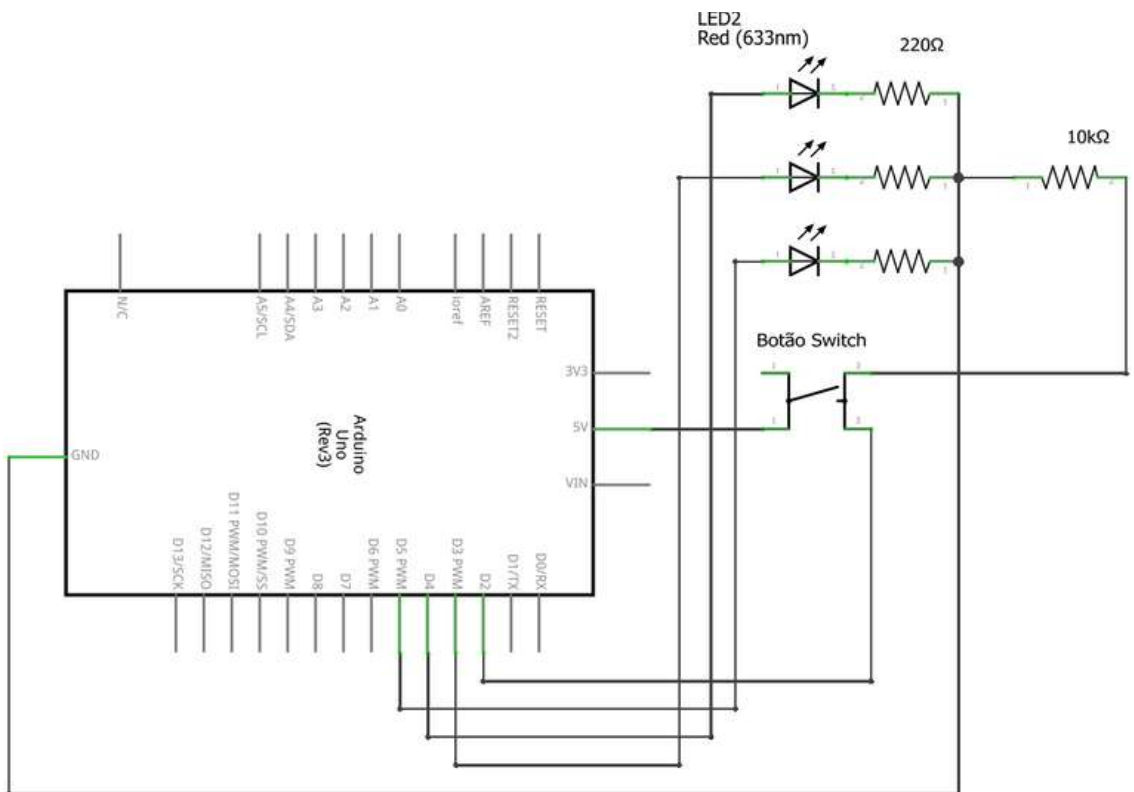 LED2
Red (633nm)
220Ω
10kΩ
N/C
A5/SCL
A4/SDA
A3
A2
A1
A0
ioref
AREF
RESET2
RESET
3V3
Botão Switch
Arduino
Uno
(Rev3)
5V
GND
VIN
D13/SCK
D12/MISO
D11 PWM/MOSI
D10 PWM/SS
D9 PWM
D8
D7
D6 PWM
D5 PWM
D4
D3 PWM
D2
D1/TX
D0/RX